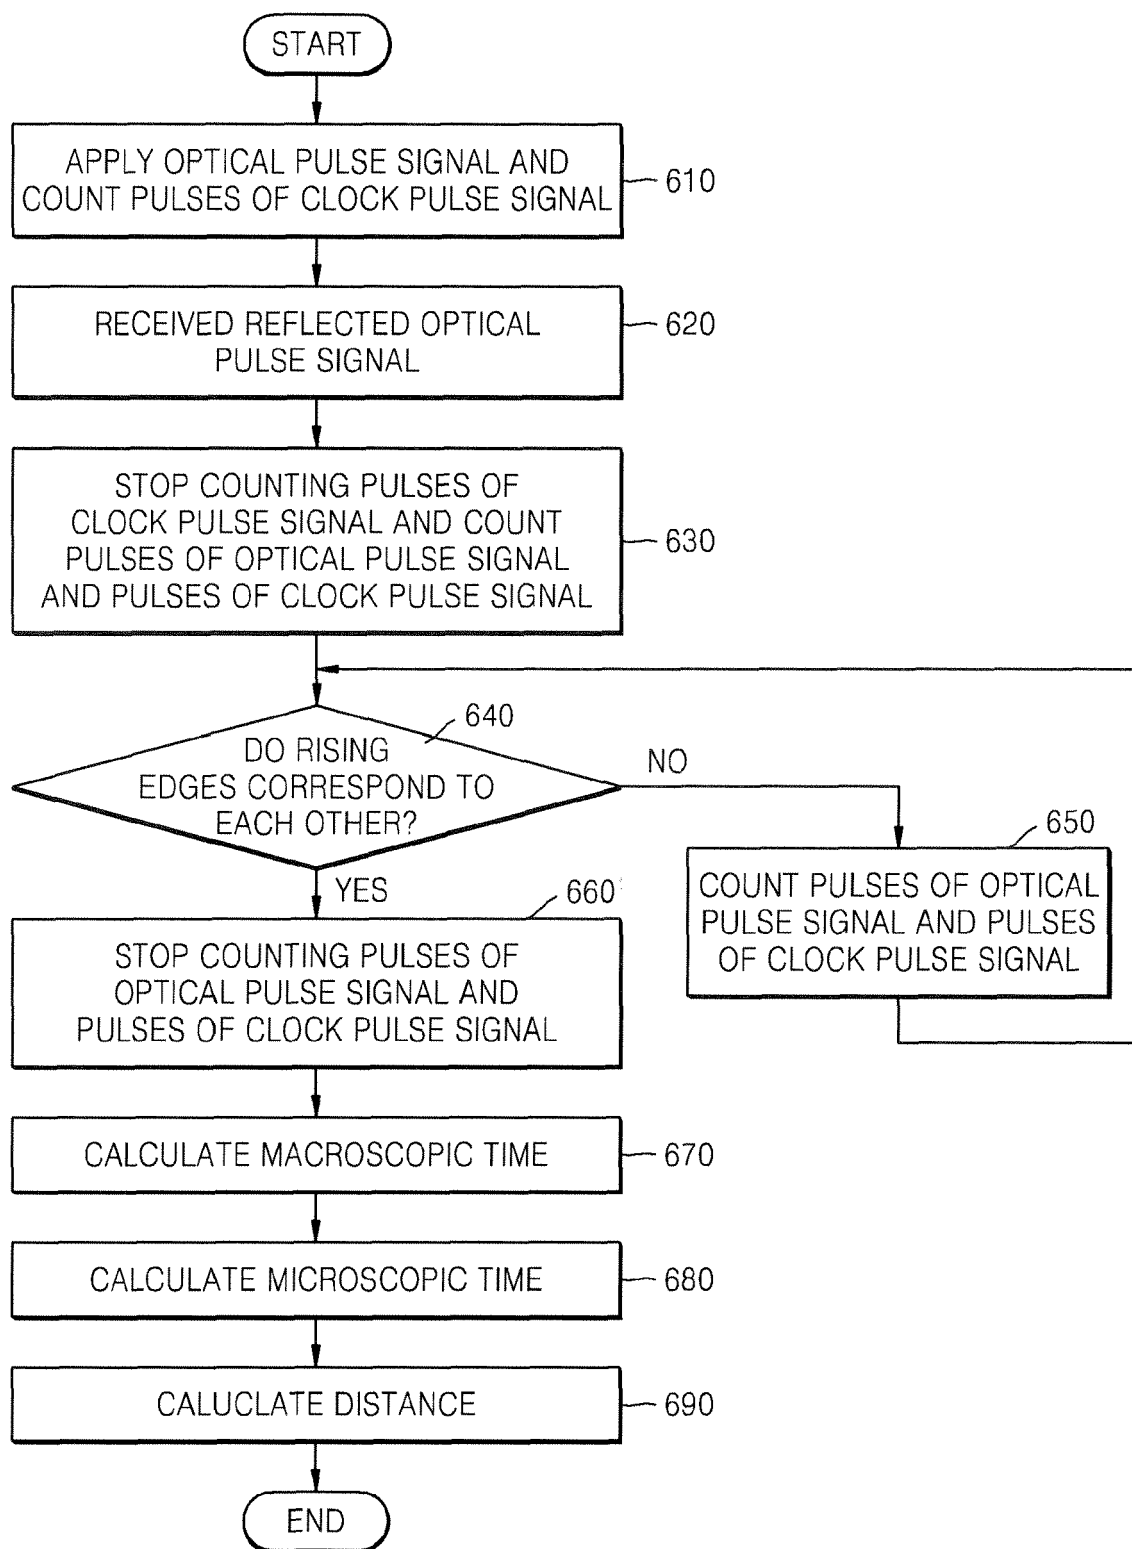 START
APPLY OPTICAL PULSE SIGNAL AND
COUNT PULSES OF CLOCK PULSE SIGNAL
610
RECEIVED REFLECTED OPTICAL
PULSE SIGNAL
620
STOP COUNTING PULSES OF
CLOCK PULSE SIGNAL AND COUNT
PULSES OF OPTICAL PULSE SIGNAL
AND PULSES OF CLOCK PULSE SIGNAL
630
640
DO RISING
EDGES CORRESPOND TO
EACH OTHER?
NO
650
COUNT PULSES OF OPTICAL
PULSE SIGNAL AND PULSES
OF CLOCK PULSE SIGNAL
YES
660
STOP COUNTING PULSES OF
OPTICAL PULSE SIGNAL AND
PULSES OF CLOCK PULSE SIGNAL
CALCULATE MACROSCOPIC TIME
670
CALCULATE MICROSCOPIC TIME
680
CALUCLATE DISTANCE
690
END